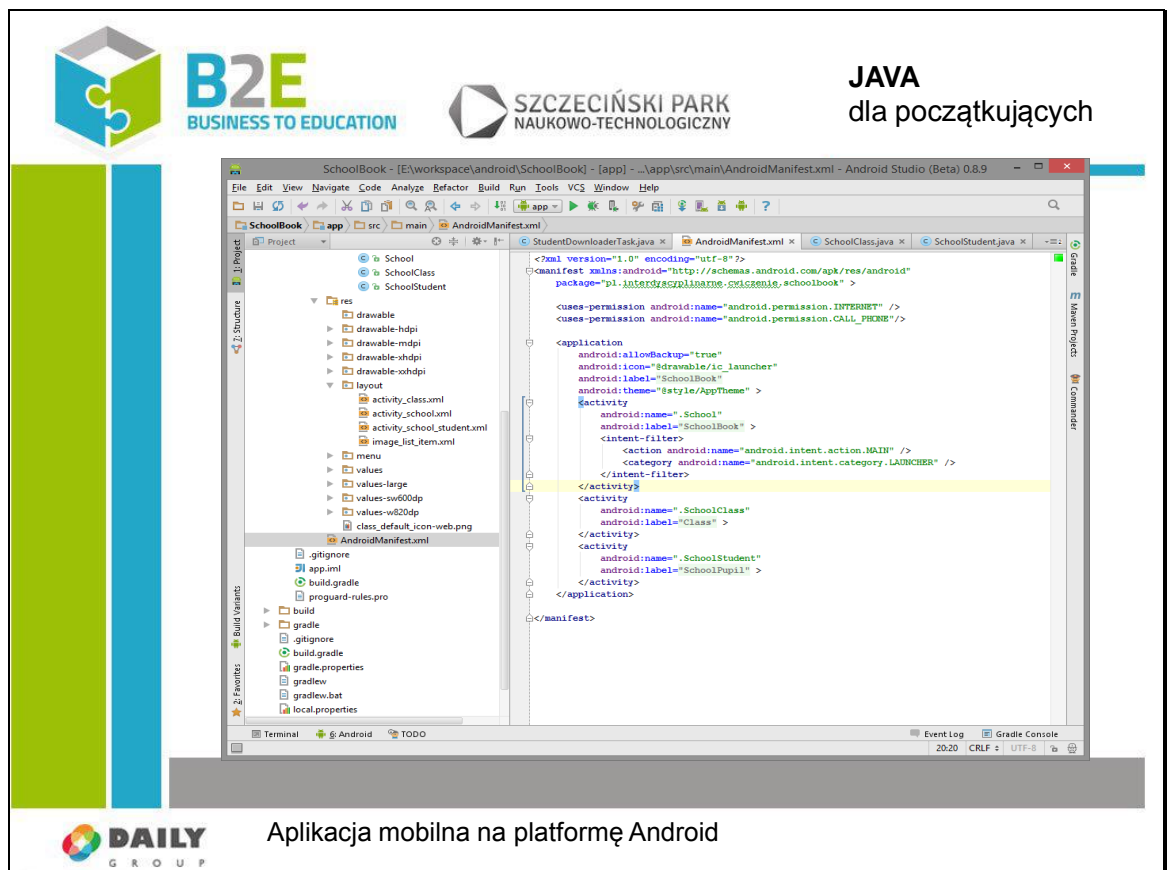 B2E
BUSINESS TO EDUCATION
SZCZECIŃSKI PARK
NAUKOWO-TECHNOLOGICZNY
JAVA
dla początkujących
SchoolBook - [E:\workspace\android\SchoolBook] - [app] - ...\app\src\main\AndroidManifest.xml - Android Studio (Beta) 0.8.9
File Edit View Navigate Code Analyze Refactor Build Run Tools VCS Window Help
app
SchoolBook app src main AndroidManifest.xml
1: Project
7: Structure
Build Variants
2: Favorites
Project
School
SchoolClass
SchoolStudent
res
drawable
drawable-hdpi
drawable-mdpi
drawable-xhdpi
drawable-xxhdpi
layout
activity_class.xml
activity_school.xml
activity_school_student.xml
image_list_item.xml
menu
values
values-large
values-sw600dp
values-w820dp
class_default_icon-web.png
AndroidManifest.xml
.gitignore
app.iml
build.gradle
proguard-rules.pro
build
gradle
.gitignore
build.gradle
gradle.properties
gradlew
gradlew.bat
local.properties
StudentDownloaderTask.java AndroidManifest.xml SchoolClass.java SchoolStudent.java
<?xml version="1.0" encoding="utf-8"?>
<manifest xmlns:android="http://schemas.android.com/apk/res/android"
package="pl.interdyscyplinarne.cwiczenie.schoolbook" >
<uses-permission android:name="android.permission.INTERNET" />
<uses-permission android:name="android.permission.CALL_PHONE"/>
<application
android:allowBackup="true"
android:icon="@drawable/ic_launcher"
android:label="SchoolBook"
android:theme="@style/AppTheme" >
<activity
android:name=".School"
android:label="SchoolBook" >
<intent-filter>
<action android:name="android.intent.action.MAIN" />
<category android:name="android.intent.category.LAUNCHER" />
</intent-filter>
</activity>
<activity
android:name=".SchoolClass"
android:label="Class" >
</activity>
<activity
android:name=".SchoolStudent"
android:label="SchoolPupil" >
</activity>
</application>
</manifest>
Gradle
Maven Projects
Commander
Terminal 6: Android TODO Event Log Gradle Console
20:20 CRLF UTF-8
DAILY
GROUP
Aplikacja mobilna na platformę Android